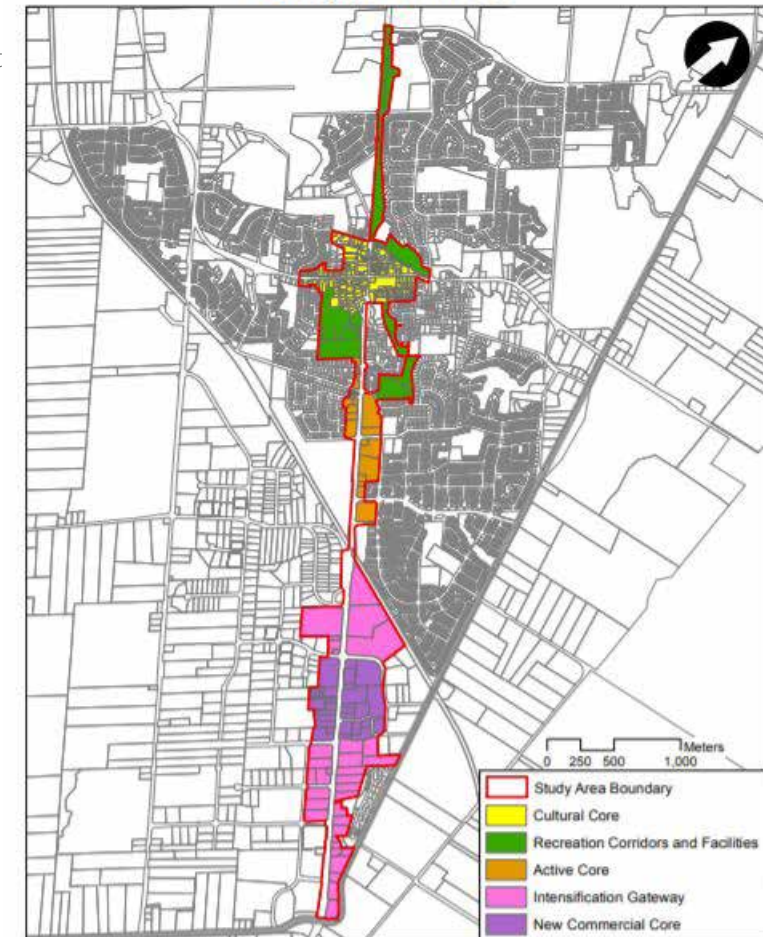 0 250 500 1,000 Meters
Study Area Boundary
Cultural Core
Recreation Corridors and Facilities
Active Core
Intensification Gateway
New Commercial Core